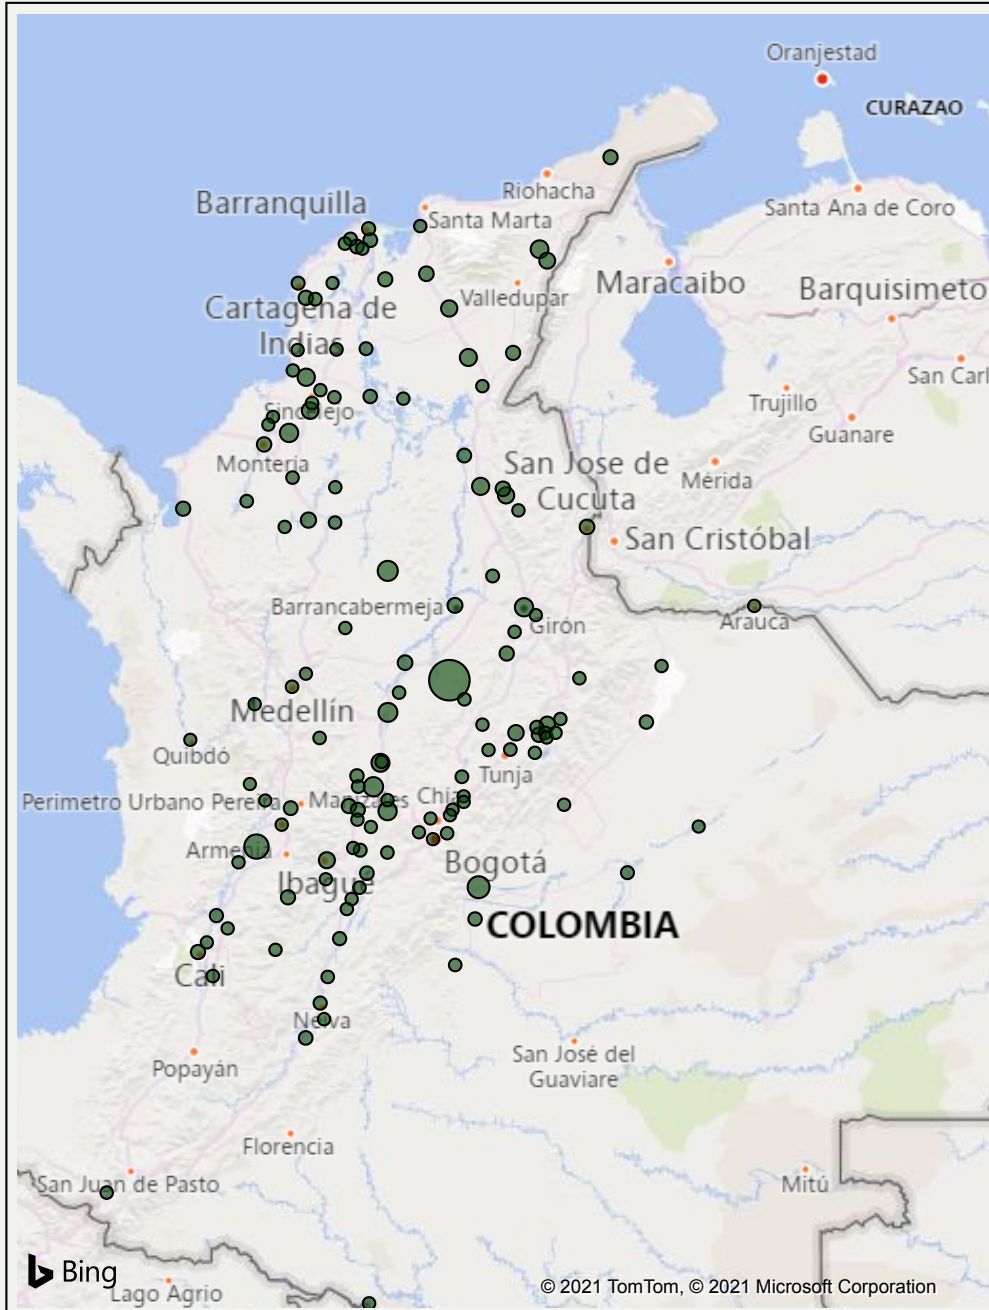 Oranjestad
CURAZAO
Riohacha
Barranquilla
Santa Marta
Santa Ana de Coro
Maracaibo
Valledupar
Barquisimeto
Cartagena de
Indias
San Carl
Trujillo
Sincelejo
Guanare
Montería
San Jose de
Cucuta
Mérida
San Cristóbal
Barrancabermeja
Girón
Arauca
Medellín
Quibdó
Tunja
Perimetro Urbano Pereira
Manizales
Chia
Armenia
Bogotá
Ibague
COLOMBIA
Cali
Neiva
San José del
Guaviare
Popayán
Florencia
San Juan de Pasto
Mitú
Bing
Lago Agrio
© 2021 TomTom, © 2021 Microsoft Corporation